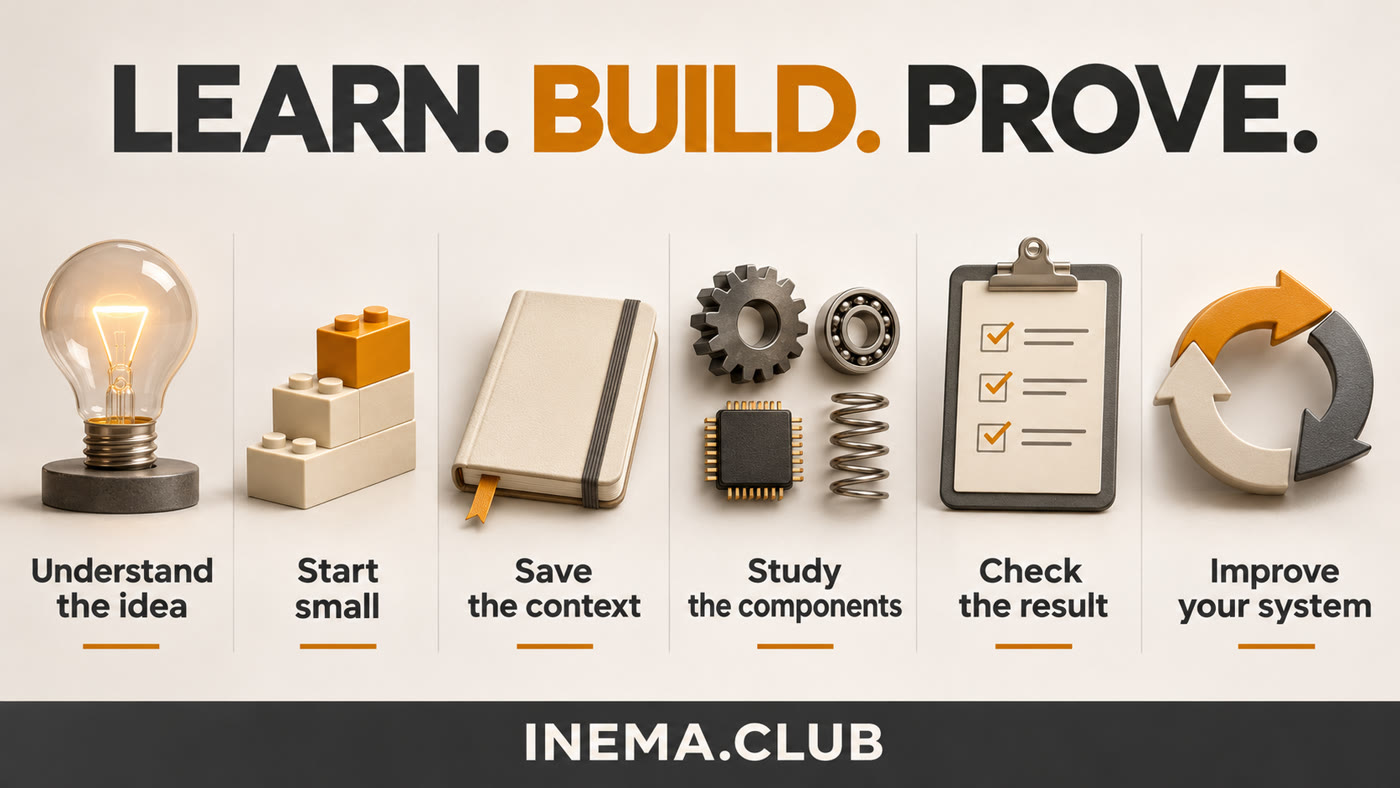 LEARN. BUILD. PROVE.
Understand
the idea
Start
small
Save
the context
Study
the components
Check
the result
Improve
your system
INEMA.CLUB